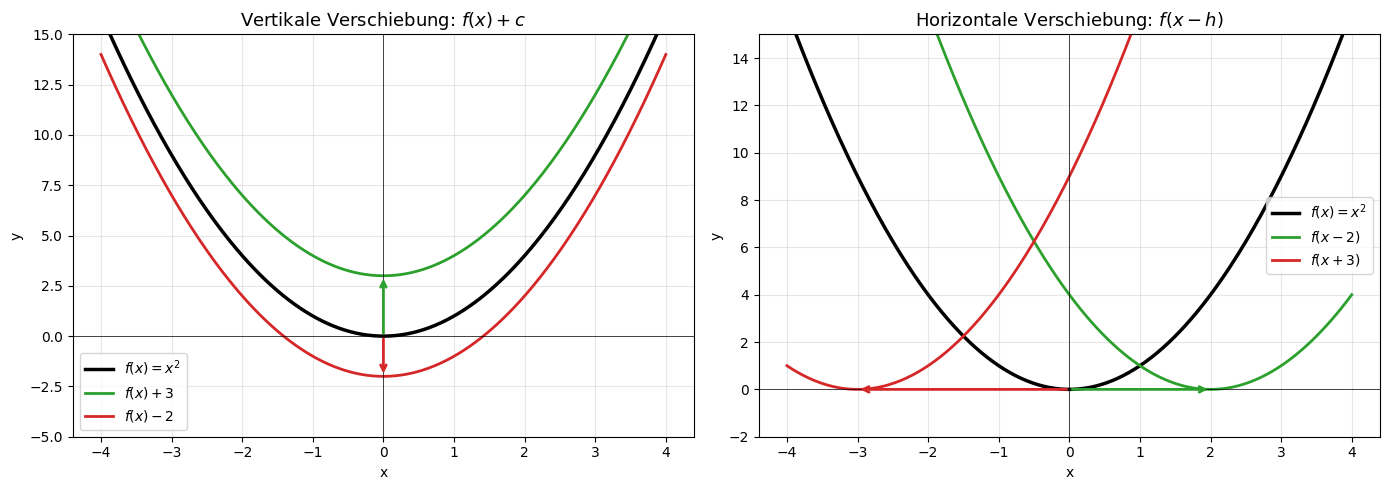 Vertikale Verschiebung: f(x) + c
15.0
12.5
10.0
7.5
5.0
2.5
0.0
−2.5
−5.0
y
f(x) = x²
f(x) + 3
f(x) − 2
−4 −3 −2 −1 0 1 2 3 4
x
Horizontale Verschiebung: f(x − h)
14
12
10
8
6
4
2
0
−2
y
f(x) = x²
f(x − 2)
f(x + 3)
−4 −3 −2 −1 0 1 2 3 4
x